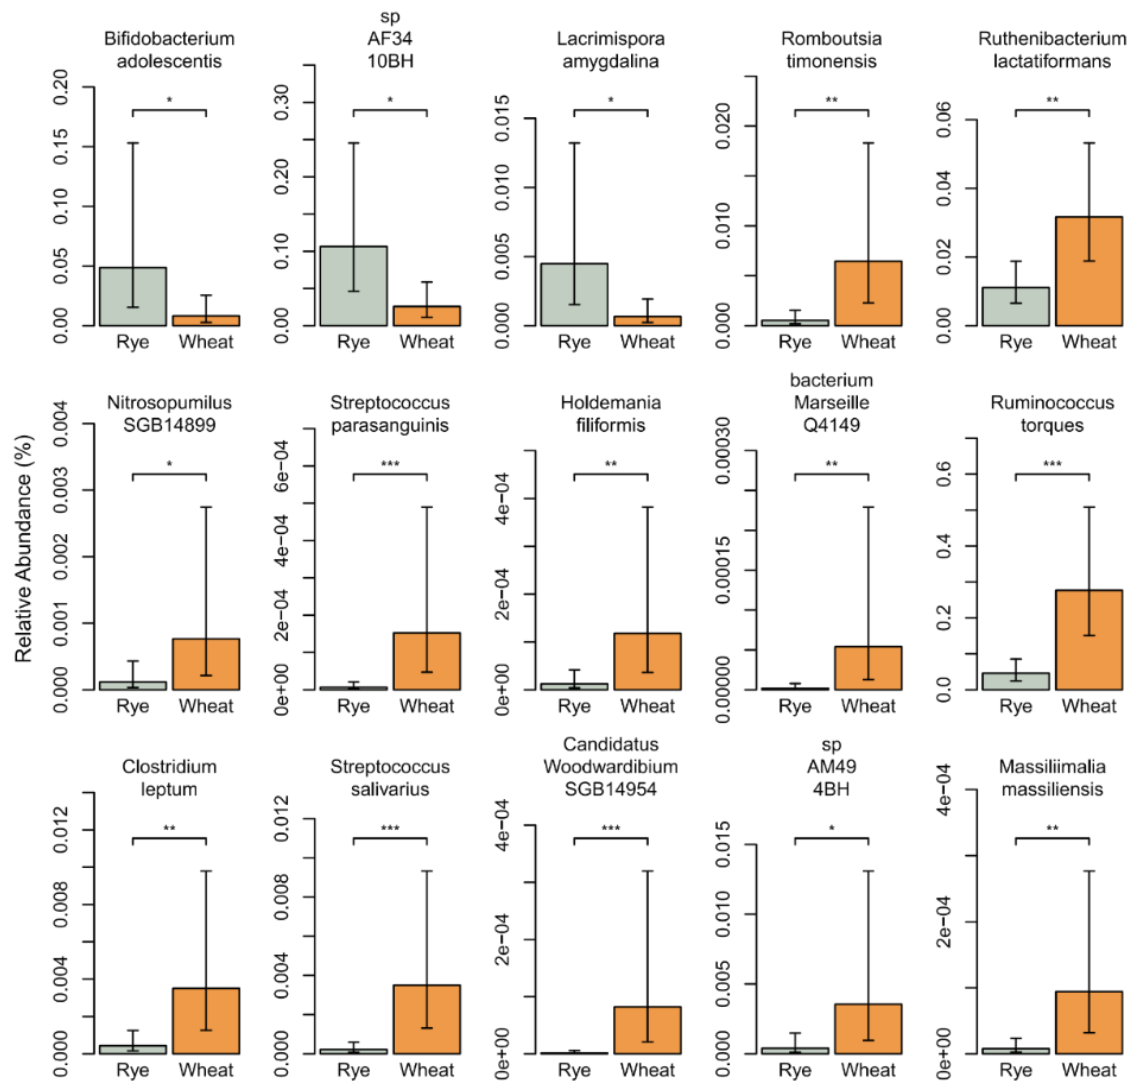 Bifidobacterium
adolescentis
0.00 0.05 0.10 0.15 0.20
*
Rye Wheat
sp
AF34
10BH
0.00 0.10 0.20 0.30
*
Rye Wheat
Lacrimispora
amygdalina
0.000 0.005 0.010 0.015
*
Rye Wheat
Romboutsia
timonensis
0.000 0.010 0.020
**
Rye Wheat
Ruthenibacterium
lactatiformans
0.00 0.02 0.04 0.06
**
Rye Wheat
Relative Abundance (%)
Nitrosopumilus
SGB14899
0.000 0.001 0.002 0.003 0.004
*
Rye Wheat
Streptococcus
parasanguinis
0e+00 2e−04 4e−04 6e−04
***
Rye Wheat
Holdemania
filiformis
0e+00 2e−04 4e−04
**
Rye Wheat
bacterium
Marseille
Q4149
0.00000 0.00015 0.00030
**
Rye Wheat
Ruminococcus
torques
0.0 0.2 0.4 0.6
***
Rye Wheat
Clostridium
leptum
0.000 0.004 0.008 0.012
**
Rye Wheat
Streptococcus
salivarius
0.000 0.004 0.008 0.012
***
Rye Wheat
Candidatus
Woodwardibium
SGB14954
0e+00 2e−04 4e−04
***
Rye Wheat
sp
AM49
4BH
0.000 0.005 0.010 0.015
*
Rye Wheat
Massiliimalia
massiliensis
0e+00 2e−04 4e−04
**
Rye Wheat